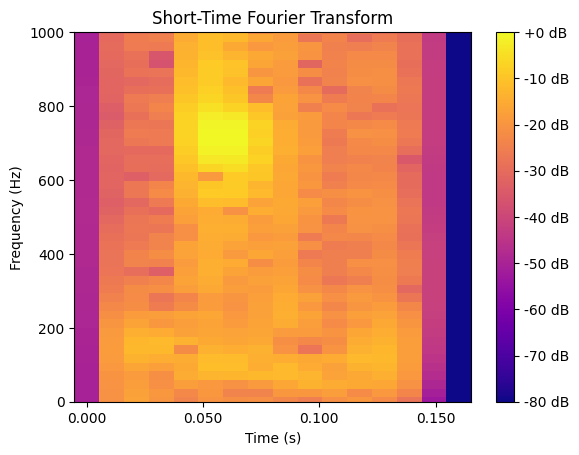 Short-Time Fourier Transform
1000
800
600
400
200
0
Frequency (Hz)
0.000
0.050
0.100
0.150
Time (s)
+0 dB
-10 dB
-20 dB
-30 dB
-40 dB
-50 dB
-60 dB
-70 dB
-80 dB